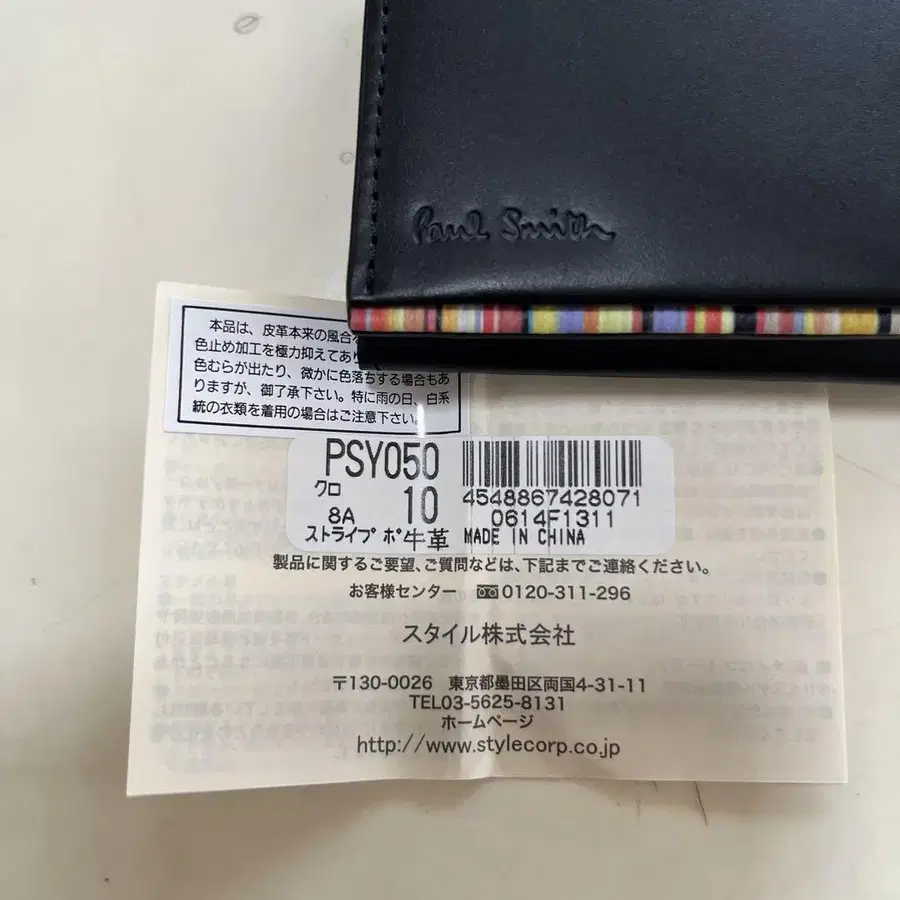 Paul Smith
本品は、皮革本来の風合を
色止め加工を極力抑えてあり
色むらが出たり、微かに色落ちする場合もあ
りますが、御了承下さい。特に雨の日、白系
統の衣類を着用の場合はご注意下さい。
PSY050
クロ 10
8A
4548867428071
0614F1311
ストライプ ポ 牛革 MADE IN CHINA
製品に関するご要望、ご質問などは、下記までご連絡ください。
お客様センター 0120-311-296
スタイル株式会社
〒130-0026 東京都墨田区両国4-31-11
TEL03-5625-8131
ホームページ
http://www.stylecorp.co.jp